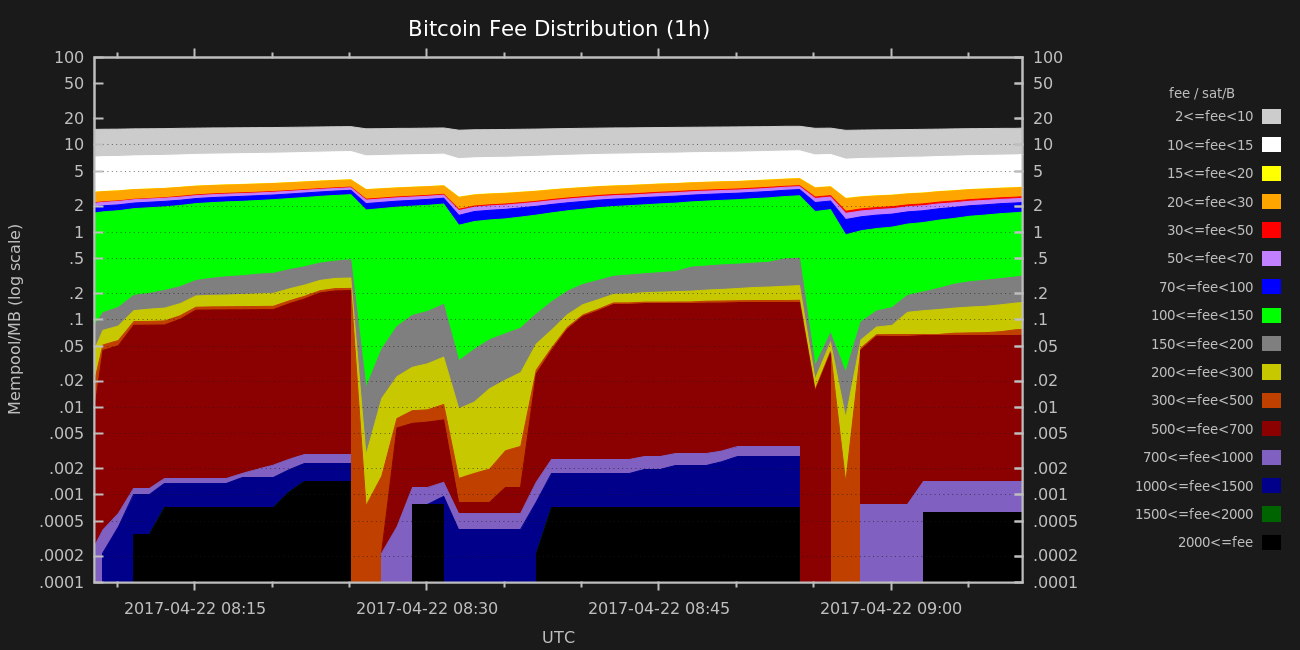 Bitcoin Fee Distribution (1h)
100 100
50 50
20 20
10 10
5 5
2 2
1 1
.5 .5
.2 .2
.1 .1
.05 .05
.02 .02
.01 .01
.005 .005
.002 .002
.001 .001
.0005 .0005
.0002 .0002
.0001 .0001
Mempool/MB (log scale)
2017-04-22 08:15 2017-04-22 08:30 2017-04-22 08:45 2017-04-22 09:00
UTC
fee / sat/B
2<=fee<10
10<=fee<15
15<=fee<20
20<=fee<30
30<=fee<50
50<=fee<70
70<=fee<100
100<=fee<150
150<=fee<200
200<=fee<300
300<=fee<500
500<=fee<700
700<=fee<1000
1000<=fee<1500
1500<=fee<2000
2000<=fee